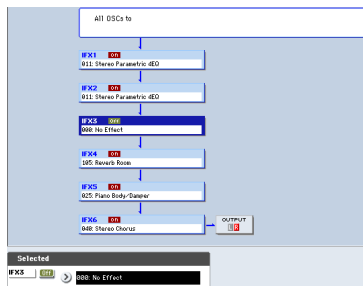 All OSCs to
IFX1 On
011: Stereo Parametric 4EQ
IFX2 On
011: Stereo Parametric 4EQ
IFX3 Off
000: No Effect
IFX4 On
105: Reverb Room
IFX5 On
025: Piano Body/Damper
IFX6 On
040: Stereo Chorus
OUTPUT
L R
Selected
IFX3 Off 000: No Effect